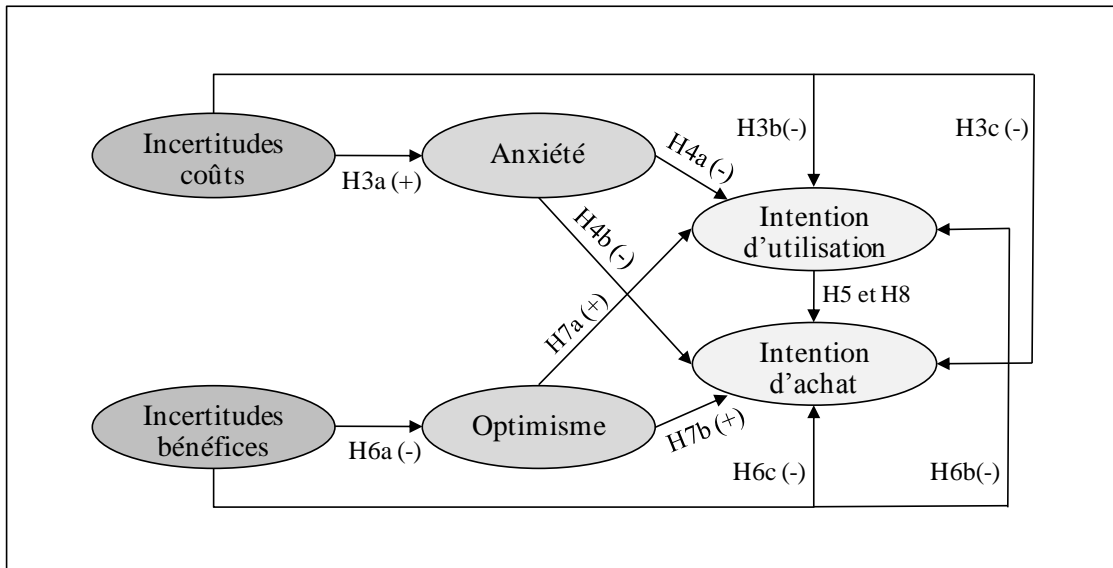 Incertitudes
coûts
H3a (+)
Anxiété
H4a (-)
H3b(-)
H3c (-)
H4b (-)
Intention
d’utilisation
H5 et H8
H7a (+)
Intention
d’achat
Incertitudes
bénéfices
H6a (-)
Optimisme
H7b (+)
H6c (-)
H6b(-)